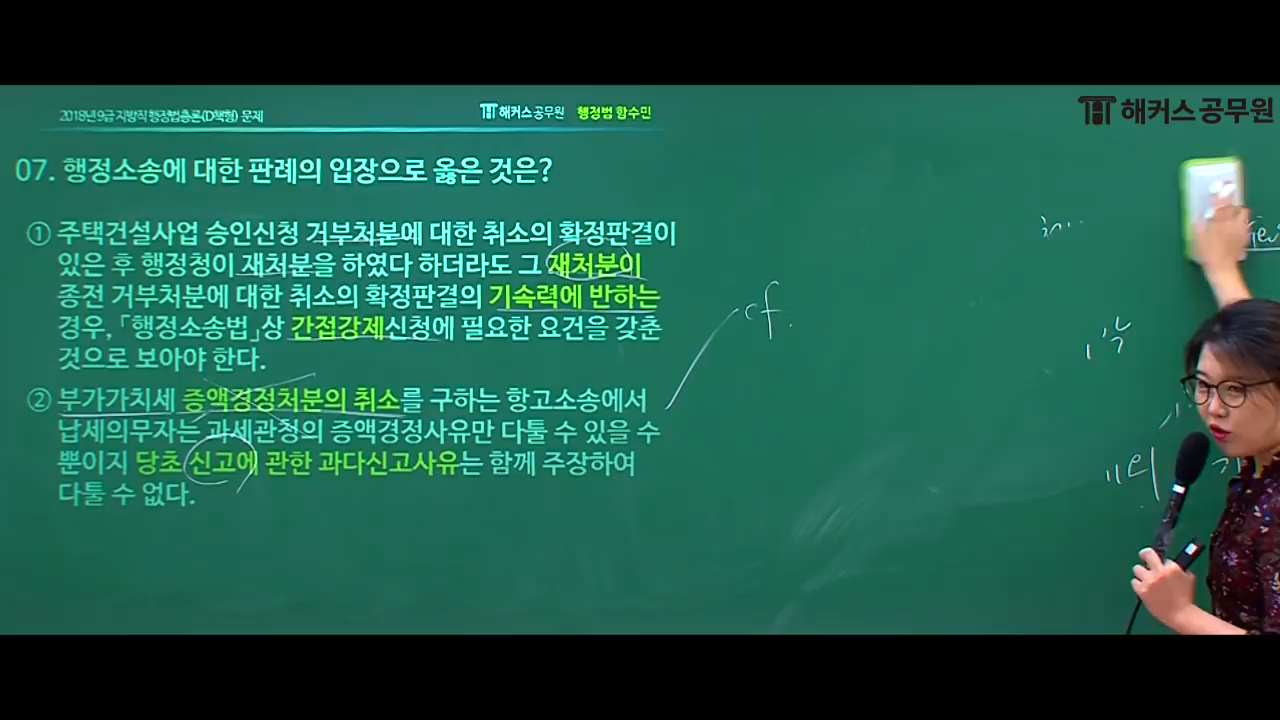 2018년 9급 지방직 행정법총론(D책형) 문제
해커스공무원 행정법 함수민
해커스공무원
07. 행정소송에 대한 판례의 입장으로 옳은 것은?
① 주택건설사업 승인신청 거부처분에 대한 취소의 확정판결이
있은 후 행정청이 재처분을 하였다 하더라도 그 재처분이
종전 거부처분에 대한 취소의 확정판결의 기속력에 반하는
경우, 「행정소송법」상 간접강제신청에 필요한 요건을 갖춘
것으로 보아야 한다.
cf.
② 부가가치세 증액경정처분의 취소를 구하는 항고소송에서
납세의무자는 과세관청의 증액경정사유만 다툴 수 있을 수
뿐이지 당초 신고에 관한 과다신고사유는 함께 주장하여
다툴 수 없다.